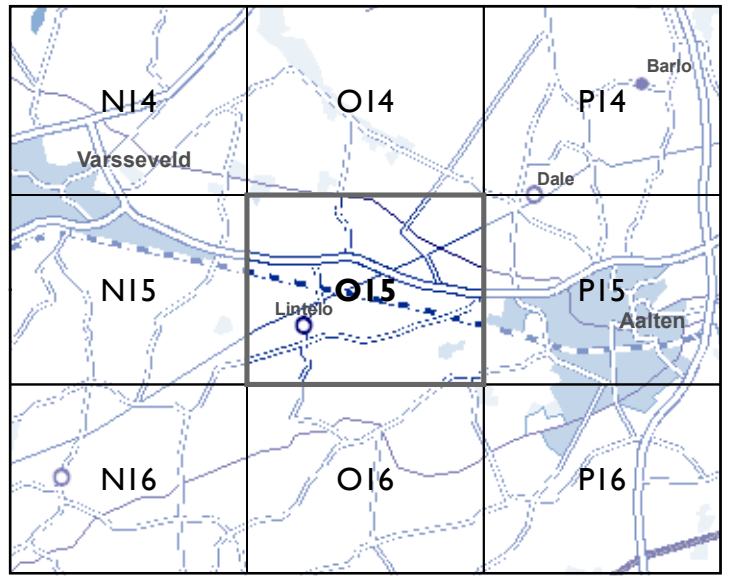 Barlo
N14 O14 P14
Varsseveld
Dale
N15 O15 P15
Lintelo
Aalten
N16 O16 P16